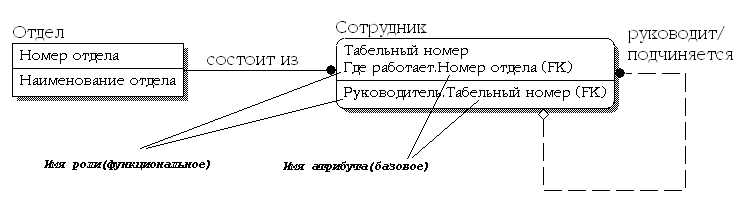 Отдел
Номер отдела
Наименование отдела
состоит из
Сотрудник
Табельный номер
Где работает.Номер отдела (FK)
Руководитель.Табельный номер (FK)
руководит/
подчиняется
Имя роли(функциональное)
Имя атрибута(базовое)